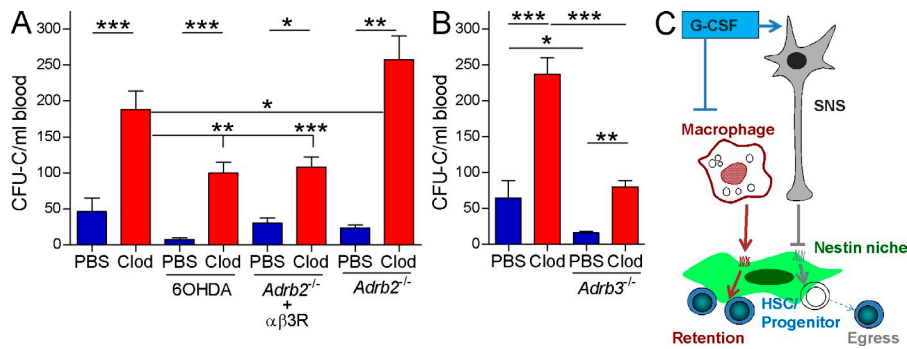 A
CFU-C/ml blood
300
250
200
150
100
50
0
*** *** * **
*
** ***
PBS Clod PBS Clod PBS Clod PBS Clod
6OHDA Adrb2-/- Adrb2-/-
+
αβ3R
B
CFU-C/ml blood
300
250
200
150
100
50
0
*** ***
*
**
PBS Clod PBS Clod
Adrb3-/-
C
G-CSF
SNS
Macrophage
Nestin niche
HSC/
Progenitor
Retention
Egress